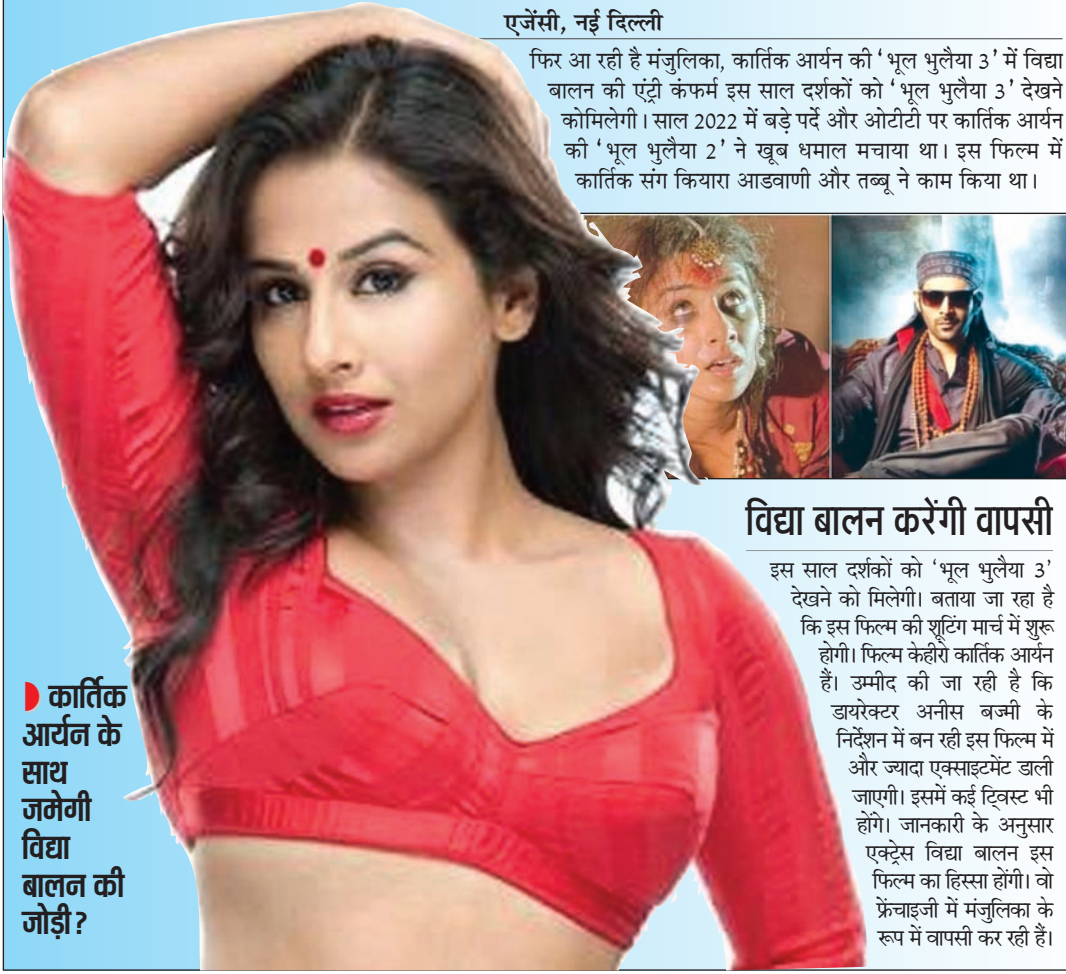 एजेंसी, नई दिल्ली
फिर आ रही है मंजुलिका, कार्तिक आर्यन की ‘भूल भुलैया 3’ में विद्या
बालन की एंट्री कंफर्म इस साल दर्शकों को ‘भूल भुलैया 3’ देखने
कोमिलेगी। साल 2022 में बड़े पर्दे और ओटीटी पर कार्तिक आर्यन
की ‘भूल भुलैया 2’ ने खूब धमाल मचाया था। इस फिल्म में
कार्तिक संग कियारा आडवाणी और तब्बू ने काम किया था।
विद्या बालन करेंगी वापसी
इस साल दर्शकों को ‘भूल भुलैया 3’
देखने को मिलेगी। बताया जा रहा है
कि इस फिल्म की शूटिंग मार्च में शुरू
होगी। फिल्म केहीरो कार्तिक आर्यन
हैं। उम्मीद की जा रही है कि
डायरेक्टर अनीस बज्मी के
निर्देशन में बन रही इस फिल्म में
और ज्यादा एक्साइटमेंट डाली
जाएगी। इसमें कई ट्विस्ट भी
होंगे। जानकारी के अनुसार
एक्ट्रेस विद्या बालन इस
फिल्म का हिस्सा होंगी। वो
फ्रेंचाइजी में मंजुलिका के
रूप में वापसी कर रही हैं।
कार्तिक
आर्यन के
साथ
जमेगी
विद्या
बालन की
जोड़ी?